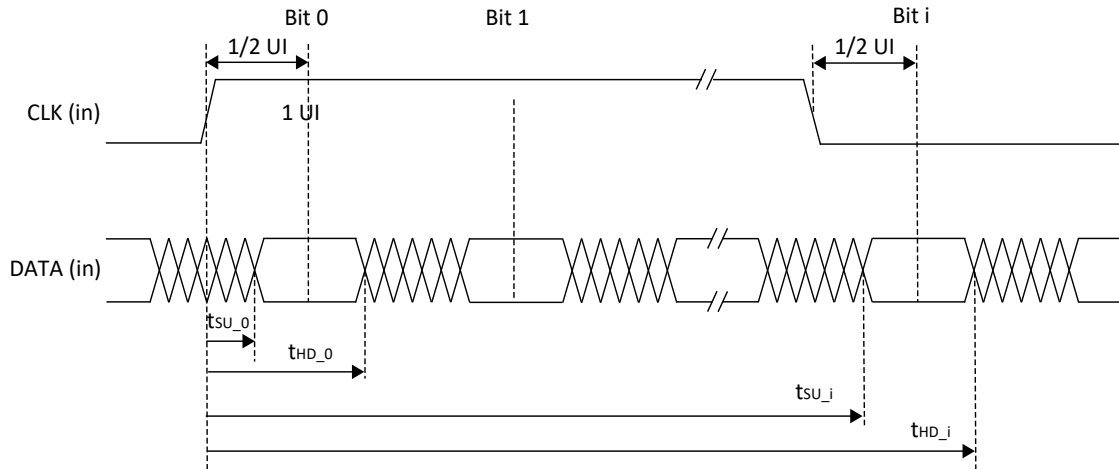 Bit 0
Bit 1
Bit i
1/2 UI
1/2 UI
CLK (in)
1 UI
DATA (in)
tSU_0
tHD_0
tSU_i
tHD_i